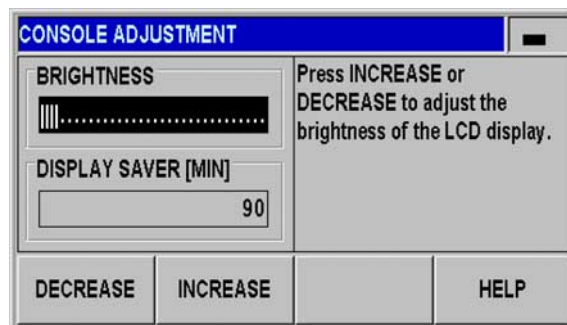 CONSOLE ADJUSTMENT
BRIGHTNESS
Press INCREASE or
DECREASE to adjust the
brightness of the LCD display.
DISPLAY SAVER [MIN]
90
DECREASE
INCREASE
HELP